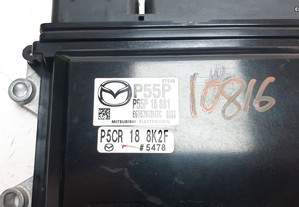 P55P
P55P 18 881
MITSUBISHI ELECTRIC
P5CR 18 8K2F
#5478
10816